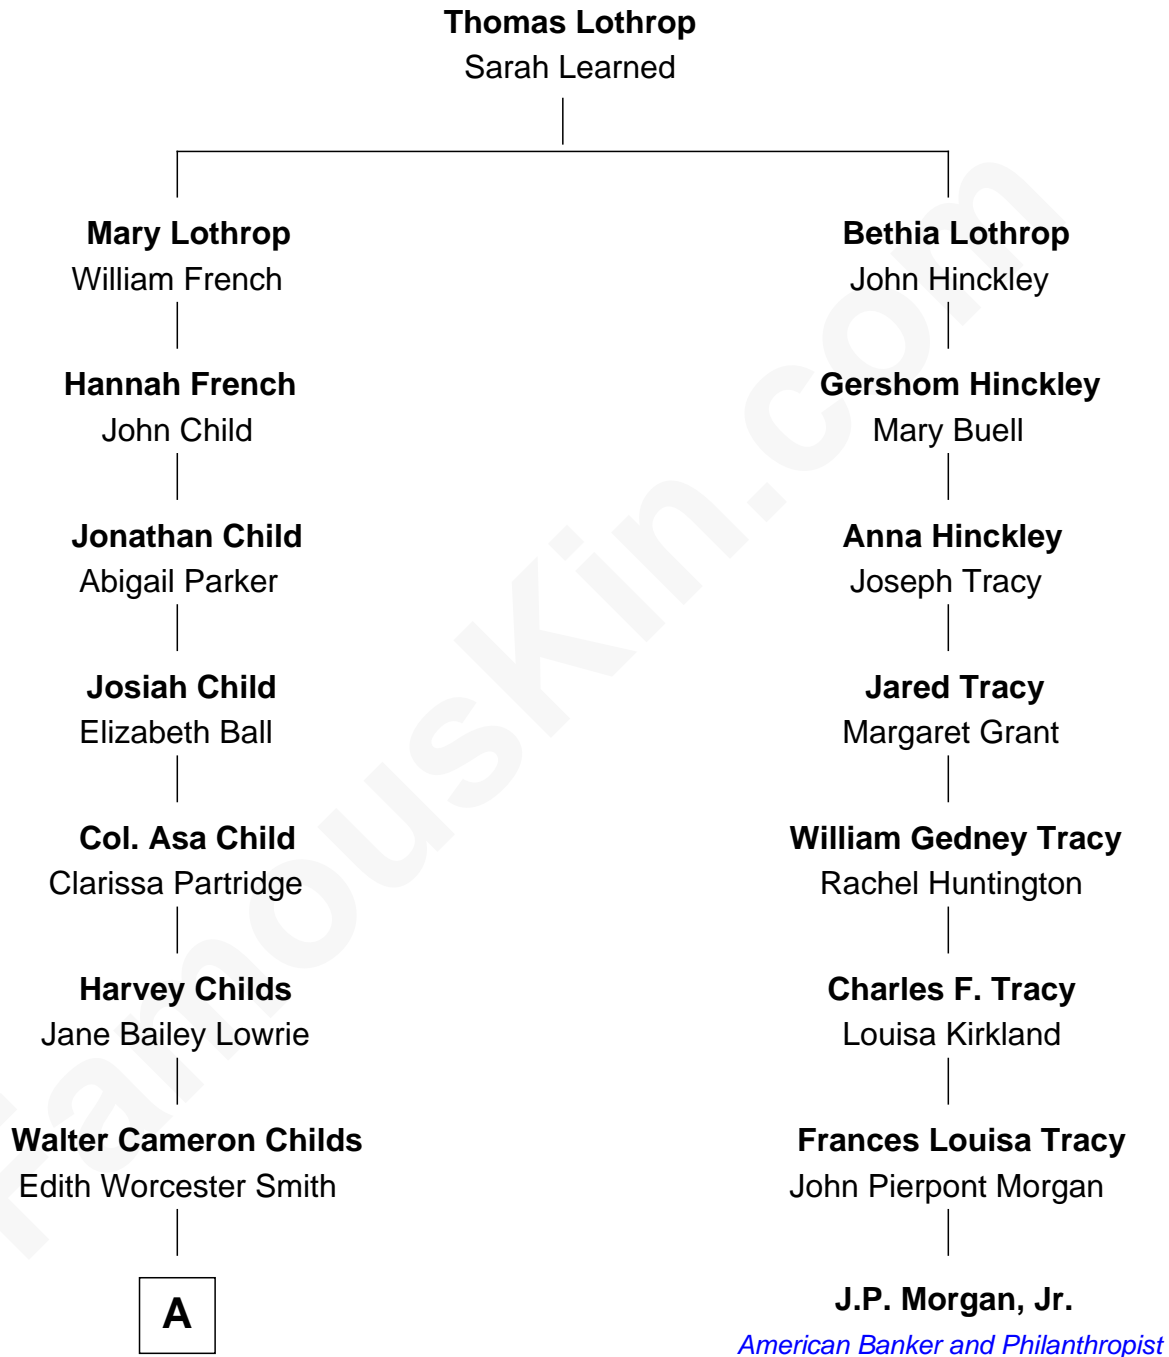 Thomas Lothrop
Sarah Learned
Mary Lothrop
William French
Bethia Lothrop
John Hinckley
Hannah French
John Child
Gershom Hinckley
Mary Buell
Jonathan Child
Abigail Parker
Anna Hinckley
Joseph Tracy
Josiah Child
Elizabeth Ball
Jared Tracy
Margaret Grant
Col. Asa Child
Clarissa Partridge
William Gedney Tracy
Rachel Huntington
Harvey Childs
Jane Bailey Lowrie
Charles F. Tracy
Louisa Kirkland
Walter Cameron Childs
Edith Worcester Smith
Frances Louisa Tracy
John Pierpont Morgan
A
J.P. Morgan, Jr.
American Banker and Philanthropist
FamousKin.com